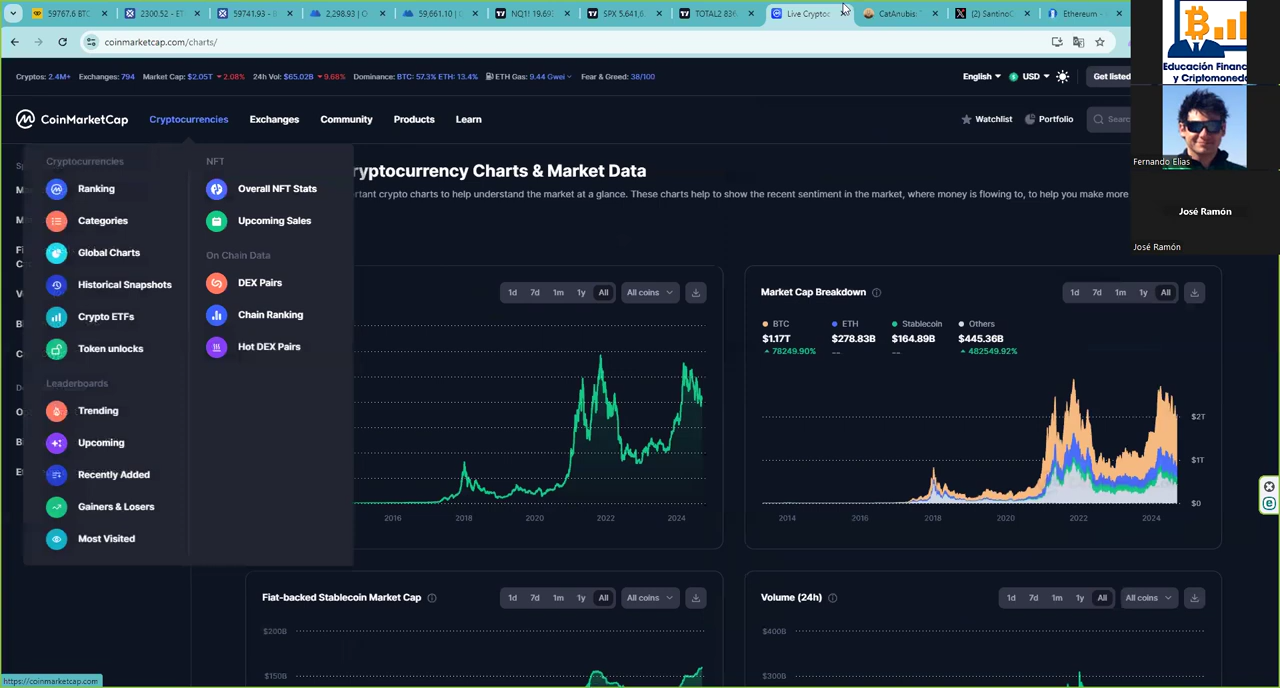 59767.6 BTC
2300.52 - ET
59741.93 - 
2,298.93 | C
59,661.10 |
NQ1! 19.693
SPX 5.641,6
TOTAL2 836
Live Cryptoc
CatAnubis:
(2) SantinoC
Ethereum -
coinmarketcap.com/charts/
Cryptos: 2.4M+ Exchanges: 794 Market Cap: $2.05T 2.08% 24h Vol: $65.02B 9.68% Dominance: BTC: 57.3% ETH: 13.4% ETH Gas: 9.44 Gwei Fear & Greed: 38/100
English USD Get listed
CoinMarketCap Cryptocurrencies Exchanges Community Products Learn
Watchlist Portfolio Searc
Cryptocurrencies
Ranking
Categories
Global Charts
Historical Snapshots
Crypto ETFs
Token unlocks
Leaderboards
Trending
Upcoming
Recently Added
Gainers & Losers
Most Visited
NFT
Overall NFT Stats
Upcoming Sales
On Chain Data
DEX Pairs
Chain Ranking
Hot DEX Pairs
ryptocurrency Charts & Market Data
rtant crypto charts to help understand the market at a glance. These charts help to show the recent sentiment in the market, where money is flowing to, to help you make more
1d 7d 1m 1y All All coins
2016 2018 2020 2022 2024
Market Cap Breakdown
1d 7d 1m 1y All
BTC ETH Stablecoin Others
$1.17T $278.83B $164.89B $445.36B
78249.90% -- -- 482549.92%
$2T
$1T
$0
2014 2016 2018 2020 2022 2024
Fiat-backed Stablecoin Market Cap
1d 7d 1m 1y All All coins
$200B
$150B
Volume (24h)
1d 7d 1m 1y All All coins
$400B
$300B
https://coinmarketcap.com
Educación Financ
y Criptomoneda
Fernando Elias
José Ramón
José Ramón